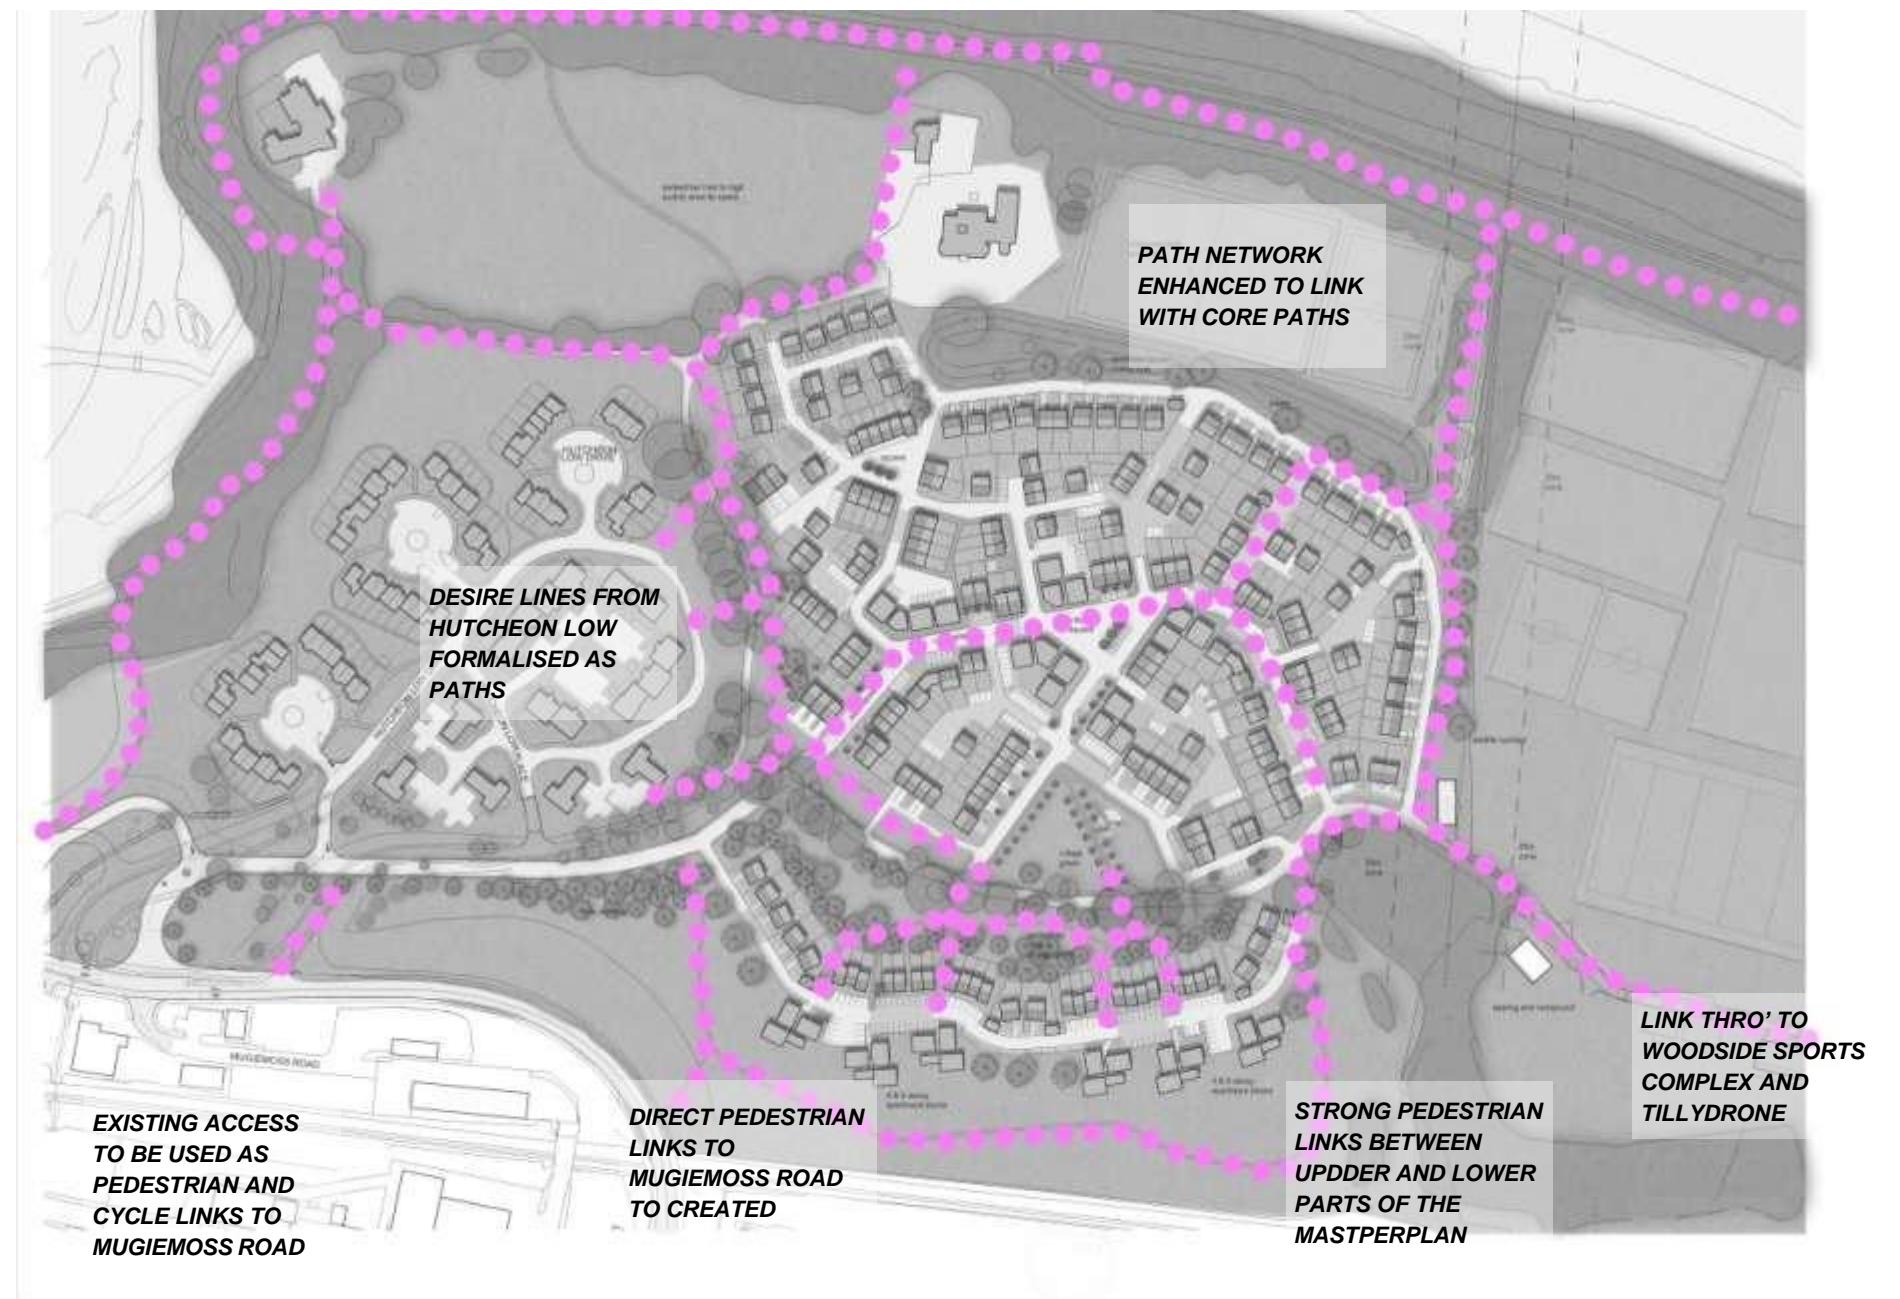 PATH NETWORK
ENHANCED TO LINK
WITH CORE PATHS
HUTCHEON
LOW DRIVE
DESIRE LINES FROM
HUTCHEON LOW
FORMALISED AS
PATHS
MUGIEMOSS ROAD
LINK THRO' TO
WOODSIDE SPORTS
COMPLEX AND
TILLYDRONE
EXISTING ACCESS
TO BE USED AS
PEDESTRIAN AND
CYCLE LINKS TO
MUGIEMOSS ROAD
DIRECT PEDESTRIAN
LINKS TO
MUGIEMOSS ROAD
TO CREATED
STRONG PEDESTRIAN
LINKS BETWEEN
UPDDER AND LOWER
PARTS OF THE
MASTPERPLAN